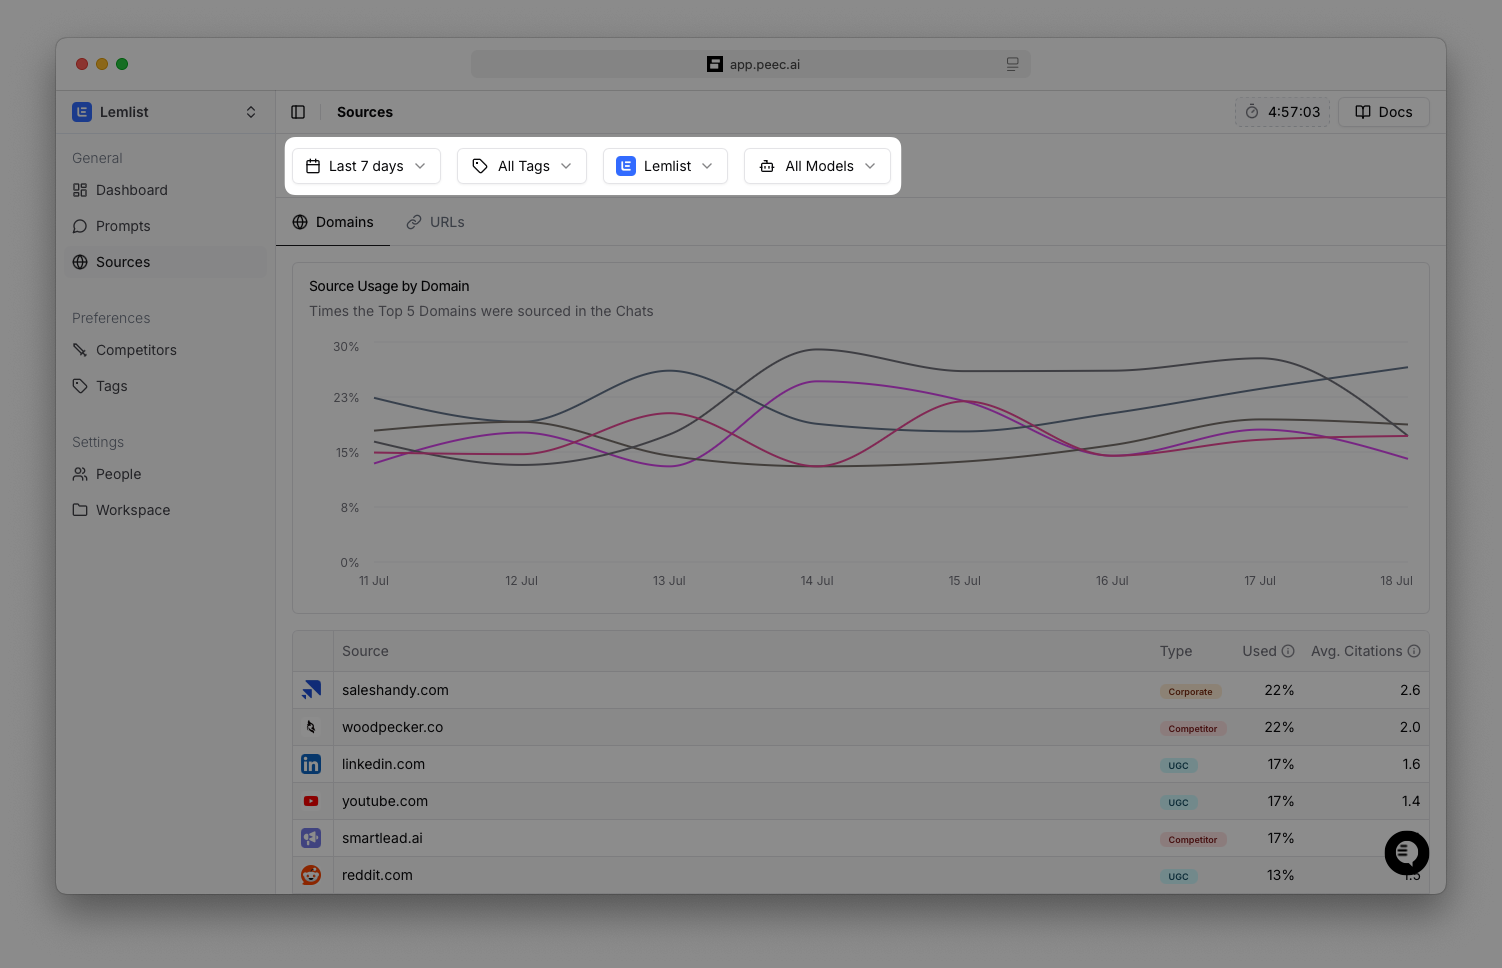 app.peec.ai
Lemlist
Sources
4:57:03
Docs
General
Dashboard
Prompts
Sources
Preferences
Competitors
Tags
Settings
People
Workspace
Last 7 days
All Tags
Lemlist
All Models
Domains
URLs
Source Usage by Domain
Times the Top 5 Domains were sourced in the Chats
30%
23%
15%
8%
0%
11 Jul 12 Jul 13 Jul 14 Jul 15 Jul 16 Jul 17 Jul 18 Jul
Source Type Used Avg. Citations
saleshandy.com Corporate 22% 2.6
woodpecker.co Competitor 22% 2.0
linkedin.com UGC 17% 1.6
youtube.com UGC 17% 1.4
smartlead.ai Competitor 17%
reddit.com UGC 13%